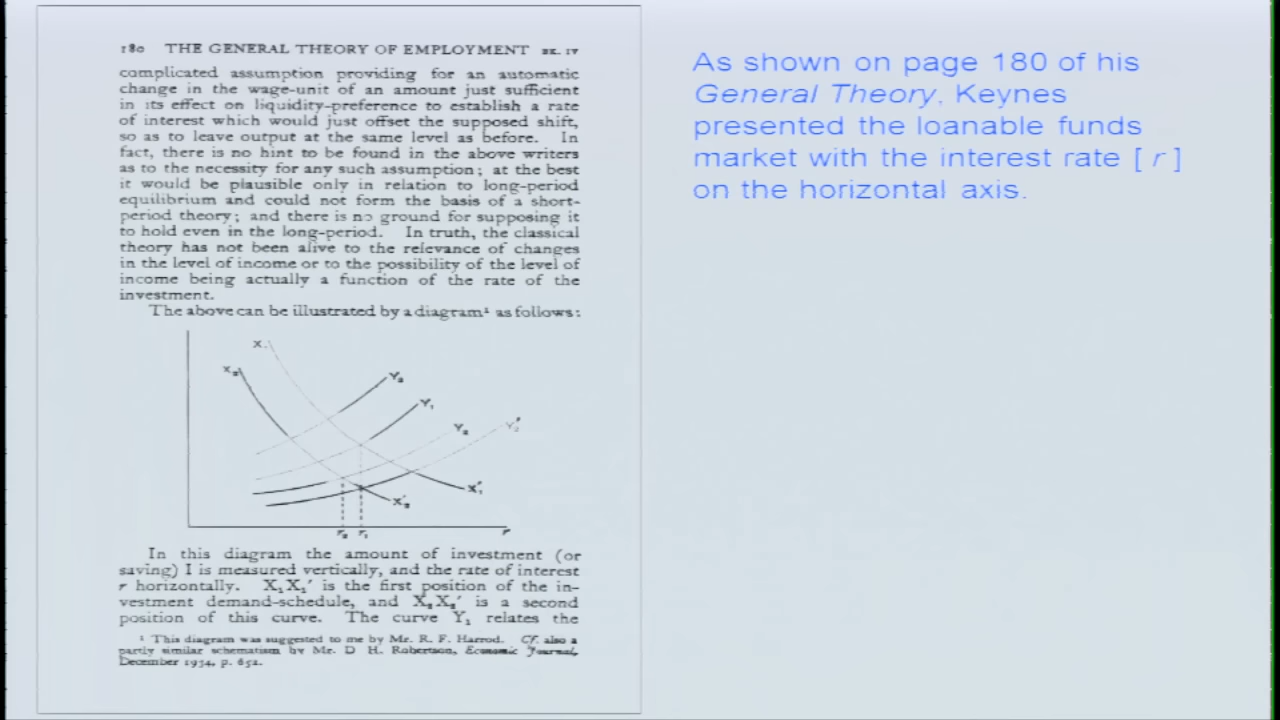 180 THE GENERAL THEORY OF EMPLOYMENT BK. IV
complicated assumption providing for an automatic
change in the wage-unit of an amount just sufficient
in its effect on liquidity-preference to establish a rate
of interest which would just offset the supposed shift,
so as to leave output at the same level as before. In
fact, there is no hint to be found in the above writers
as to the necessity for any such assumption; at the best
it would be plausible only in relation to long-period
equilibrium and could not form the basis of a short-
period theory; and there is no ground for supposing it
to hold even in the long-period. In truth, the classical
theory has not been alive to the relevance of changes
in the level of income or to the possibility of the level of
income being actually a function of the rate of the
investment.
The above can be illustrated by a diagram¹ as follows:
X₂
Y₁
X₁'
X₂'
r₂ r₁ r
In this diagram the amount of investment (or
saving) I is measured vertically, and the rate of interest
r horizontally. X₁X₁' is the first position of the in-
vestment demand-schedule, and X₂X₂' is a second
position of this curve. The curve Y₁ relates the
¹ This diagram was suggested to me by Mr. R. F. Harrod. Cf. also a
partly similar schematism by Mr. D H. Robertson, Economic Journal,
December 1934, p. 652.
As shown on page 180 of his
General Theory, Keynes
presented the loanable funds
market with the interest rate [ r ]
on the horizontal axis.